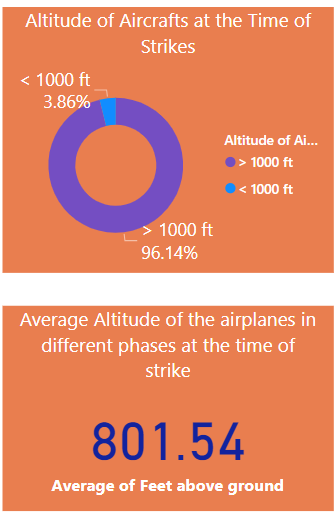 Altitude of Aircrafts at the Time of
Strikes
< 1000 ft
3.86%
Altitude of Ai...
> 1000 ft
< 1000 ft
> 1000 ft
96.14%
Average Altitude of the airplanes in
different phases at the time of
strike
801.54
Average of Feet above ground